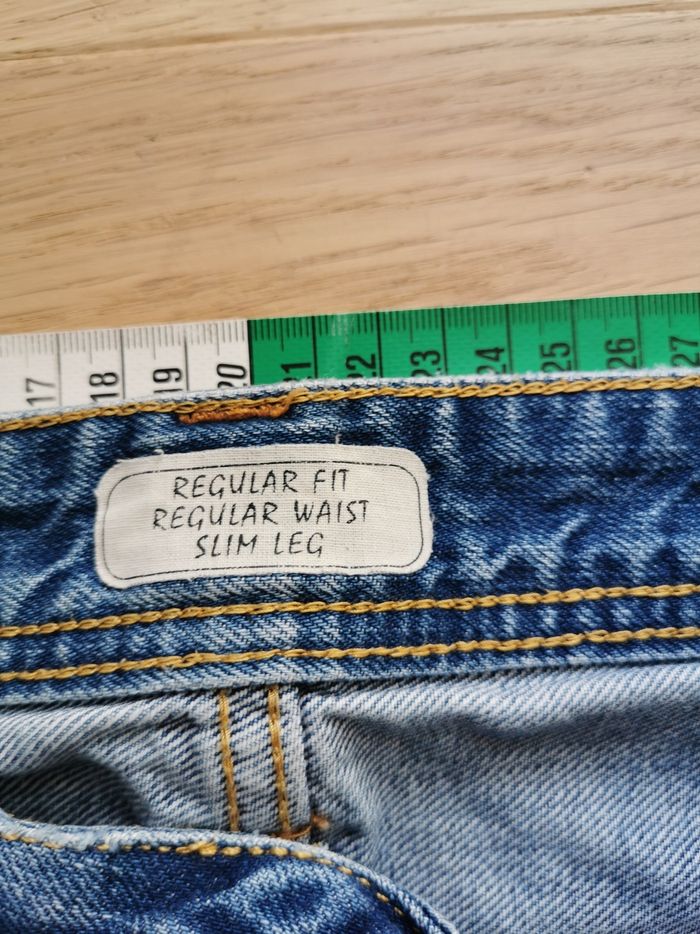 17 18 19 20 21 22 23 24 25 26 27
REGULAR FIT
REGULAR WAIST
SLIM LEG